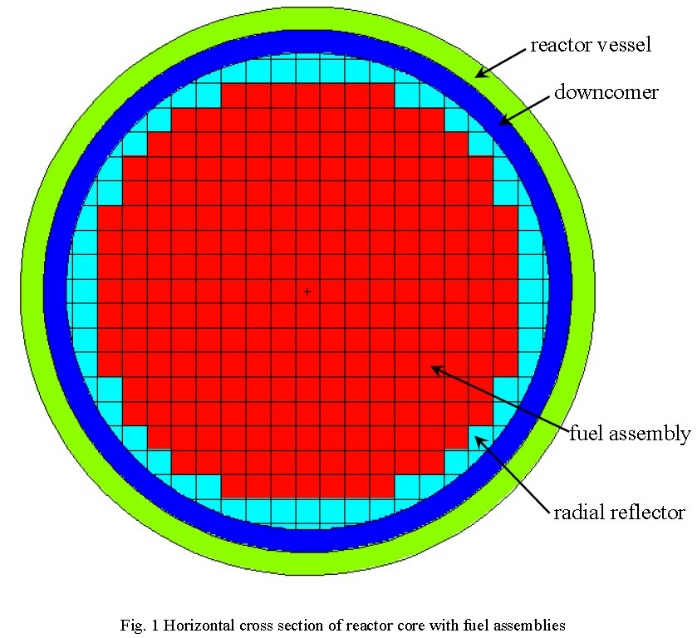 reactor vessel
downcomer
fuel assembly
radial reflector
Fig. 1 Horizontal cross section of reactor core with fuel assemblies